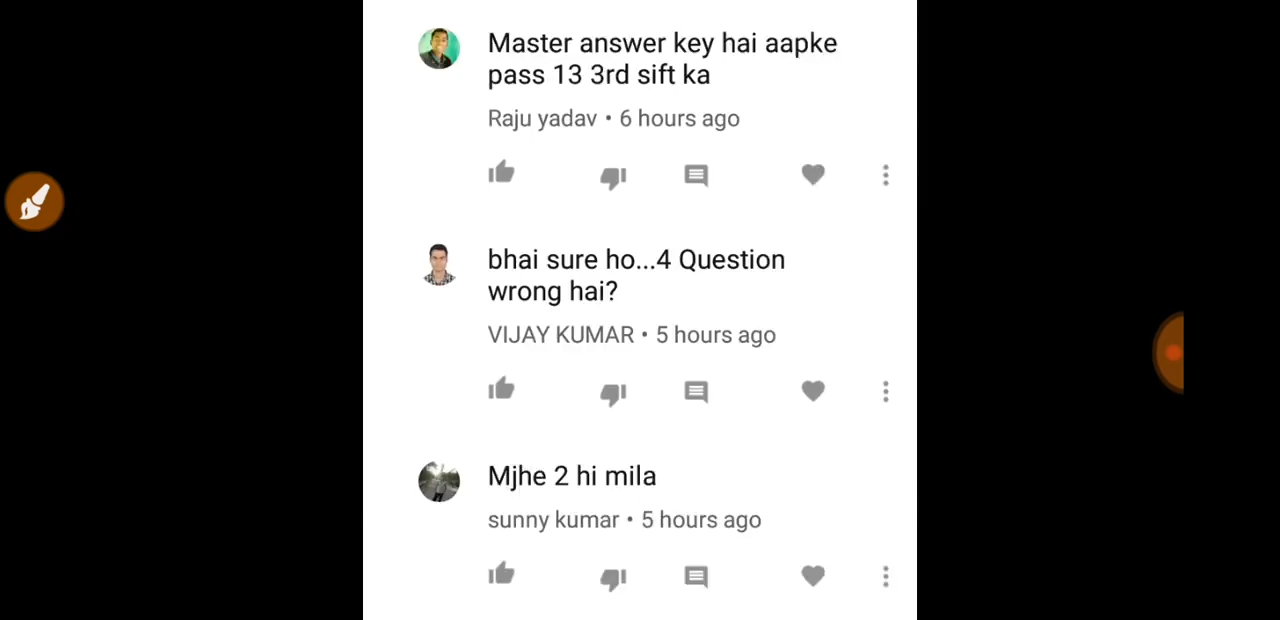 Master answer key hai aapke
pass 13 3rd sift ka
Raju yadav • 6 hours ago
bhai sure ho...4 Question
wrong hai?
VIJAY KUMAR • 5 hours ago
Mjhe 2 hi mila
sunny kumar • 5 hours ago